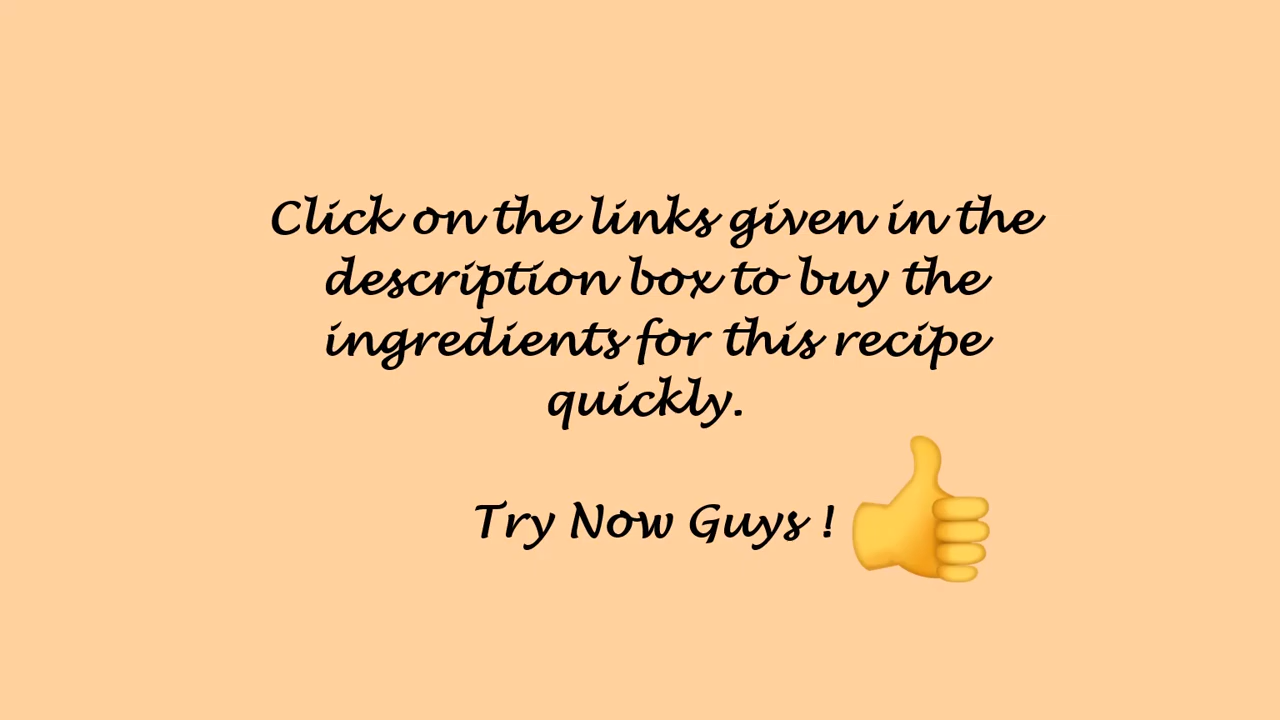 Click on the links given in the
description box to buy the
ingredients for this recipe
quickly.
Try Now Guys !